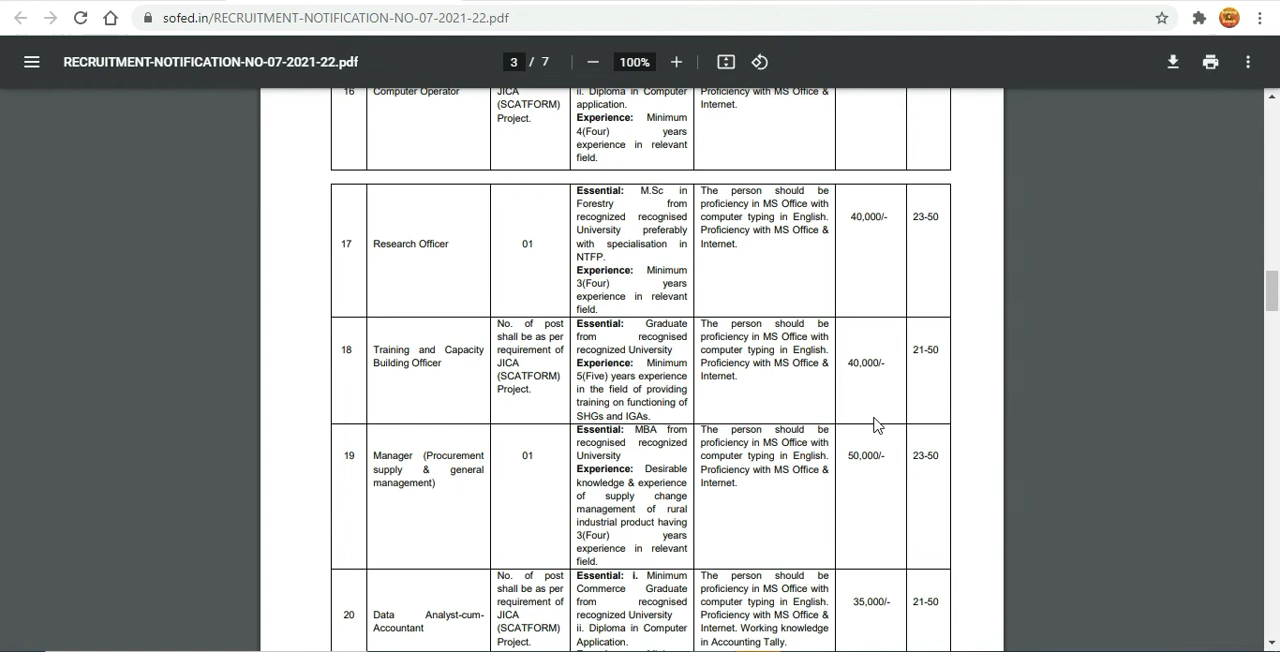 sofed.in/RECRUITMENT-NOTIFICATION-NO-07-2021-22.pdf
RECRUITMENT-NOTIFICATION-NO-07-2021-22.pdf
3 / 7
100%
16
Computer Operator
JICA
(SCATFORM)
Project.
ii. Diploma in Computer
application.
Experience: Minimum
4(Four) years
experience in relevant
field.
Proficiency with MS Office &
Internet.
17
Research Officer
01
Essential: M.Sc in
Forestry from
recognized recognised
University preferably
with specialisation in
NTFP.
Experience: Minimum
3(Four) years
experience in relevant
field.
The person should be
proficiency in MS Office with
computer typing in English.
Proficiency with MS Office &
Internet.
40,000/-
23-50
18
Training and Capacity
Building Officer
No. of post
shall be as per
requirement of
JICA
(SCATFORM)
Project.
Essential: Graduate
from recognised
recognized University
Experience: Minimum
5(Five) years experience
in the field of providing
training on functioning of
SHGs and IGAs.
The person should be
proficiency in MS Office with
computer typing in English.
Proficiency with MS Office &
Internet.
40,000/-
21-50
19
Manager (Procurement
supply & general
management)
01
Essential: MBA from
recognised recognized
University
Experience: Desirable
knowledge & experience
of supply change
management of rural
industrial product having
3(Four) years
experience in relevant
field.
The person should be
proficiency in MS Office with
computer typing in English.
Proficiency with MS Office &
Internet.
50,000/-
23-50
20
Data Analyst-cum-
Accountant
No. of post
shall be as per
requirement of
JICA
(SCATFORM)
Project.
Essential: i. Minimum
Commerce Graduate
from recognised
recognized University
ii. Diploma in Computer
Application.
The person should be
proficiency in MS Office with
computer typing in English.
Proficiency with MS Office &
Internet. Working knowledge
in Accounting Tally.
35,000/-
21-50